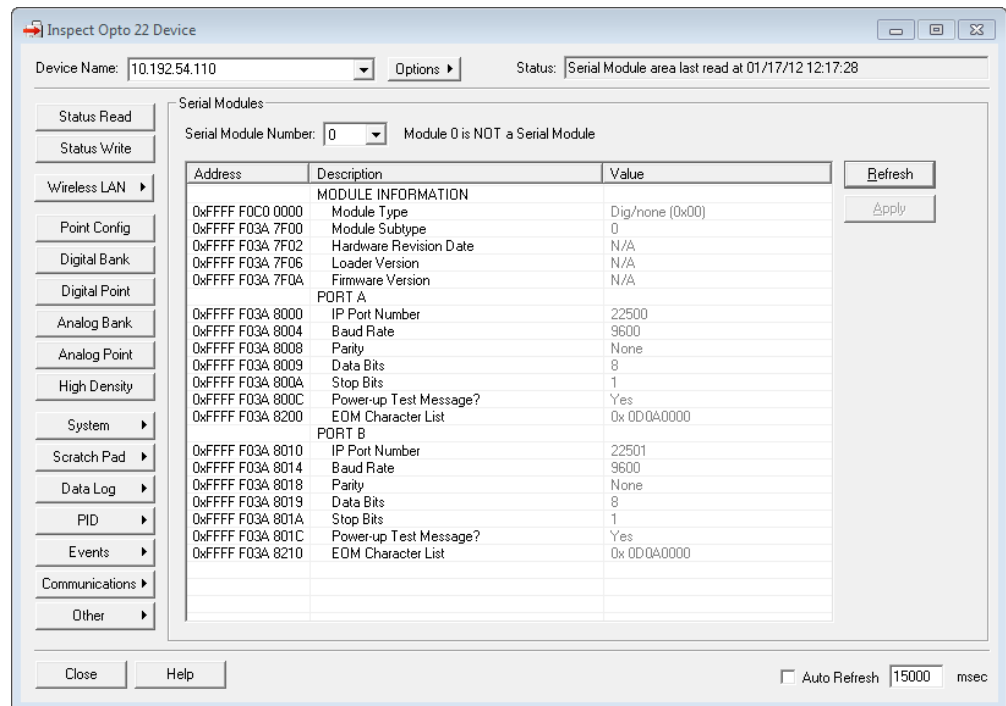 Inspect Opto 22 Device
Device Name: 10.192.54.110 Options Status: Serial Module area last read at 01/17/12 12:17:28
Status Read
Status Write
Wireless LAN
Point Config
Digital Bank
Digital Point
Analog Bank
Analog Point
High Density
System
Scratch Pad
Data Log
PID
Events
Communications
Other
Serial Modules
Serial Module Number: 0 Module 0 is NOT a Serial Module
Address Description Value
MODULE INFORMATION
0xFFFF F0C0 0000 Module Type Dig/none (0x00)
0xFFFF F03A 7F00 Module Subtype 0
0xFFFF F03A 7F02 Hardware Revision Date N/A
0xFFFF F03A 7F06 Loader Version N/A
0xFFFF F03A 7F0A Firmware Version N/A
PORT A
0xFFFF F03A 8000 IP Port Number 22500
0xFFFF F03A 8004 Baud Rate 9600
0xFFFF F03A 8008 Parity None
0xFFFF F03A 8009 Data Bits 8
0xFFFF F03A 800A Stop Bits 1
0xFFFF F03A 800C Power-up Test Message? Yes
0xFFFF F03A 8200 EOM Character List 0x 0D0A0000
PORT B
0xFFFF F03A 8010 IP Port Number 22501
0xFFFF F03A 8014 Baud Rate 9600
0xFFFF F03A 8018 Parity None
0xFFFF F03A 8019 Data Bits 8
0xFFFF F03A 801A Stop Bits 1
0xFFFF F03A 801C Power-up Test Message? Yes
0xFFFF F03A 8210 EOM Character List 0x 0D0A0000
Refresh
Apply
Close Help Auto Refresh 15000 msec